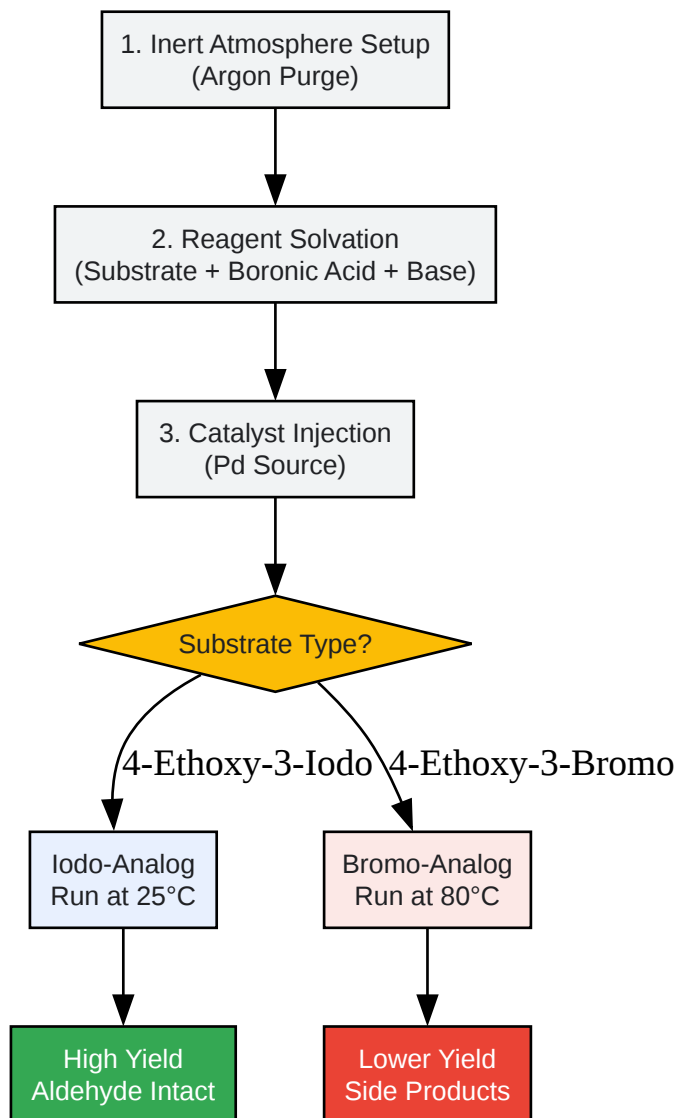 1. Inert Atmosphere Setup
(Argon Purge)
2. Reagent Solvation
(Substrate + Boronic Acid + Base)
3. Catalyst Injection
(Pd Source)
Substrate Type?
4-Ethoxy-3-Iodo
4-Ethoxy-3-Bromo
Iodo-Analog
Run at 25°C
Bromo-Analog
Run at 80°C
High Yield
Aldehyde Intact
Lower Yield
Side Products